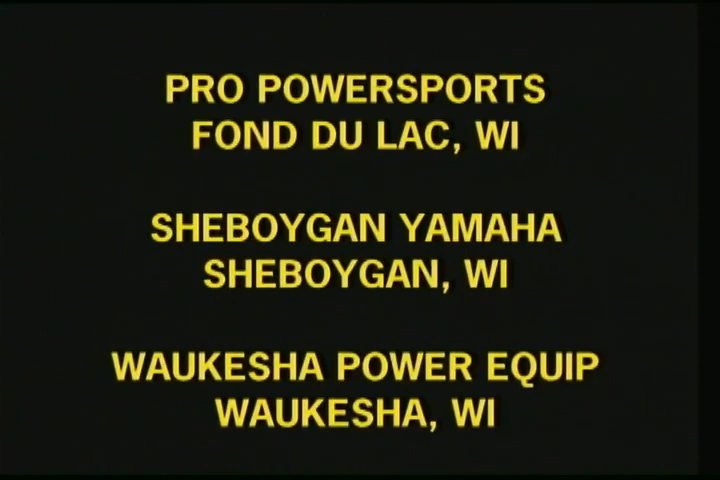 PRO POWERSPORTS
FOND DU LAC, WI
SHEBOYGAN YAMAHA
SHEBOYGAN, WI
WAUKESHA POWER EQUIP
WAUKESHA, WI